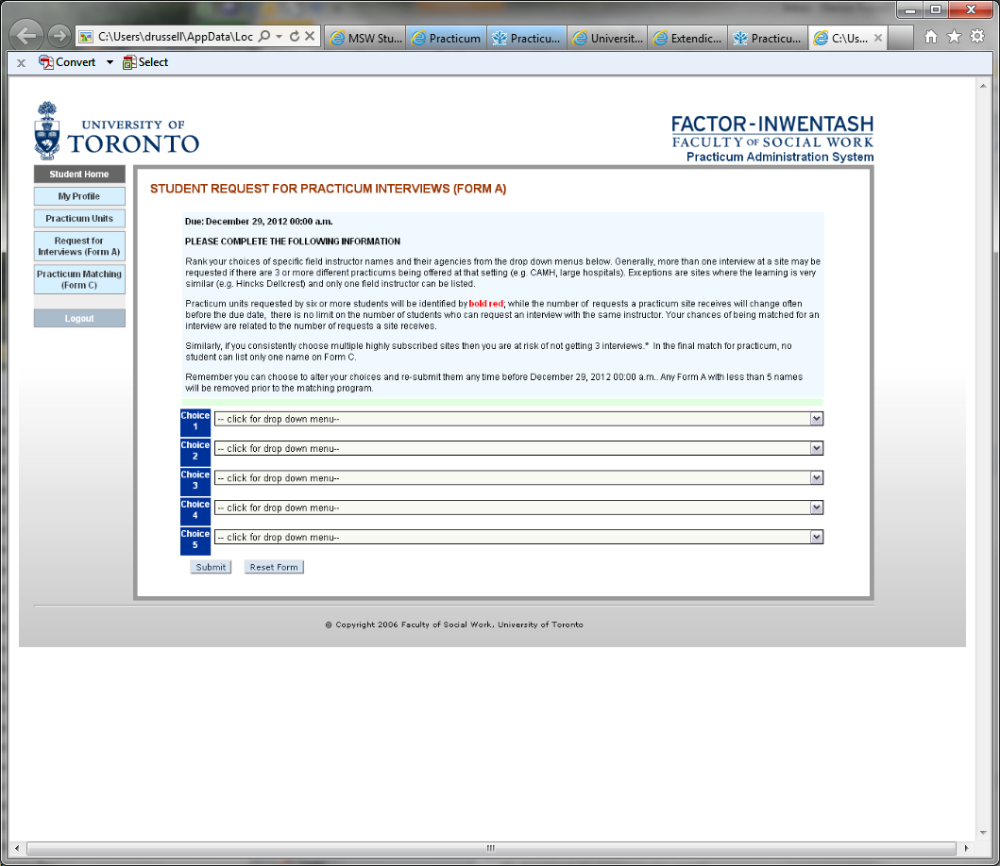 C:\Users\drussell\AppData\Loc
MSW Stu...
Practicum
Practicu...
Universit...
Extendic...
Practicu...
C:\Us...
x Convert Select
UNIVERSITY OF
TORONTO
FACTOR-INWENTASH
FACULTY OF SOCIAL WORK
Practicum Administration System
Student Home
My Profile
Practicum Units
Request for
Interviews (Form A)
Practicum Matching
(Form C)
Logout
STUDENT REQUEST FOR PRACTICUM INTERVIEWS (FORM A)
Due: December 29, 2012 00:00 a.m.
PLEASE COMPLETE THE FOLLOWING INFORMATION
Rank your choices of specific field instructor names and their agencies from the drop down menus below. Generally, more than one interview at a site may be
requested if there are 3 or more different practicums being offered at that setting (e.g. CAMH, large hospitals). Exceptions are sites where the learning is very
similar (e.g. Hincks Dellcrest) and only one field instructor can be listed.
Practicum units requested by six or more students will be identified by bold red; while the number of requests a practicum site receives will change often
before the due date, there is no limit on the number of students who can request an interview with the same instructor. Your chances of being matched for an
interview are related to the number of requests a site receives.
Similarly, if you consistently choose multiple highly subscribed sites then you are at risk of not getting 3 interviews.* In the final match for practicum, no
student can list only one name on Form C.
Remember you can choose to alter your choices and re-submit them any time before December 29, 2012 00:00 a.m.. Any Form A with less than 5 names
will be removed prior to the matching program.
Choice
1
-- click for drop down menu--
Choice
2
-- click for drop down menu--
Choice
3
-- click for drop down menu--
Choice
4
-- click for drop down menu--
Choice
5
-- click for drop down menu--
Submit Reset Form
© Copyright 2006 Faculty of Social Work, University of Toronto